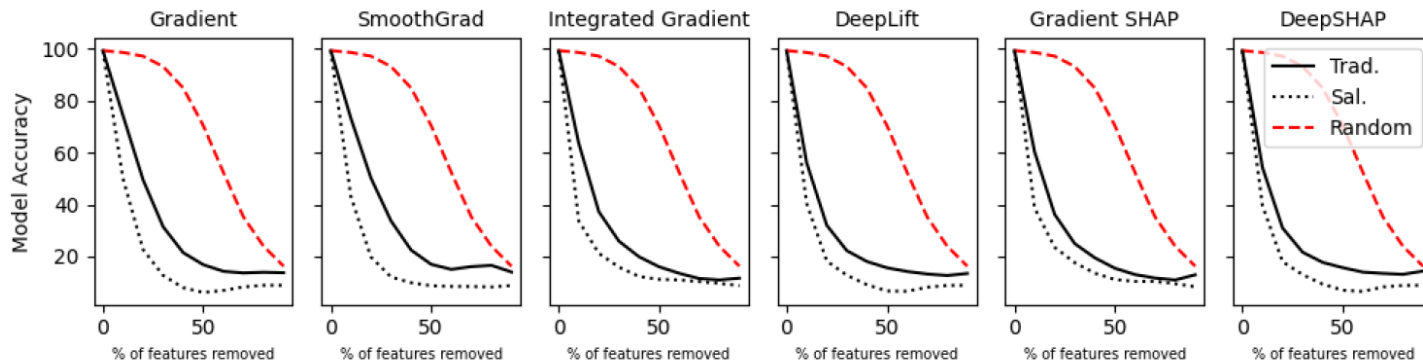 Gradient SmoothGrad Integrated Gradient DeepLift Gradient SHAP DeepSHAP
Model Accuracy
100
80
60
40
20
Trad.
Sal.
Random
0 50 0 50 0 50 0 50 0 50 0 50
% of features removed % of features removed % of features removed % of features removed % of features removed % of features removed